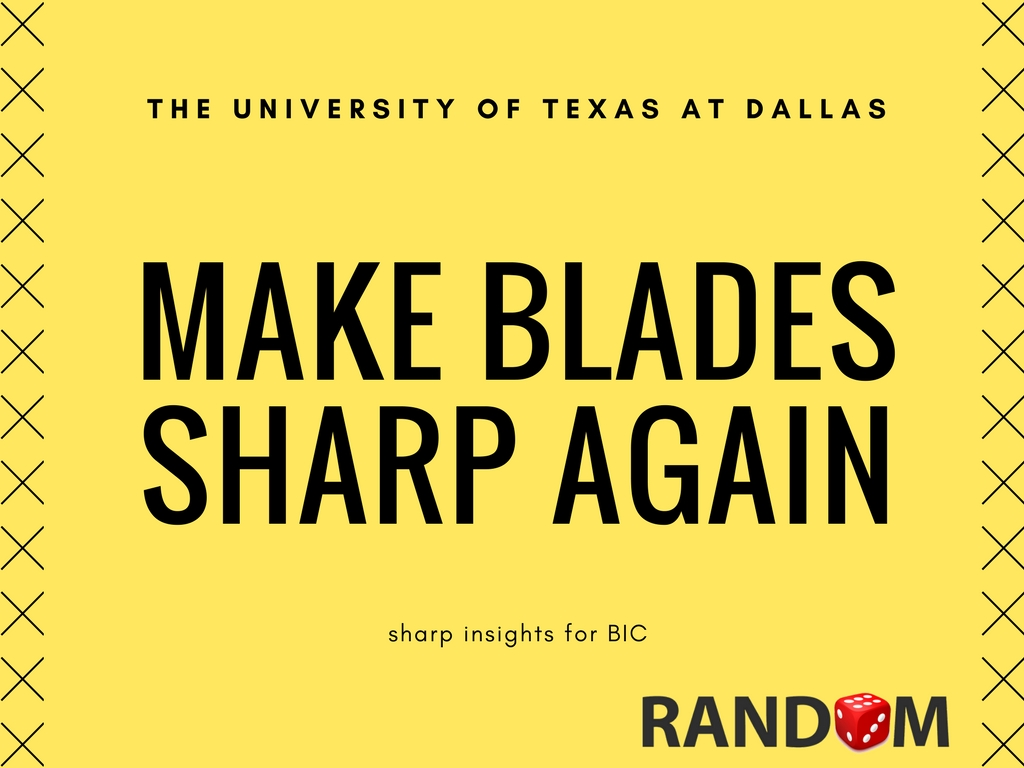 THE UNIVERSITY OF TEXAS AT DALLAS
MAKE BLADES
SHARP AGAIN
sharp insights for BIC
RANDOM